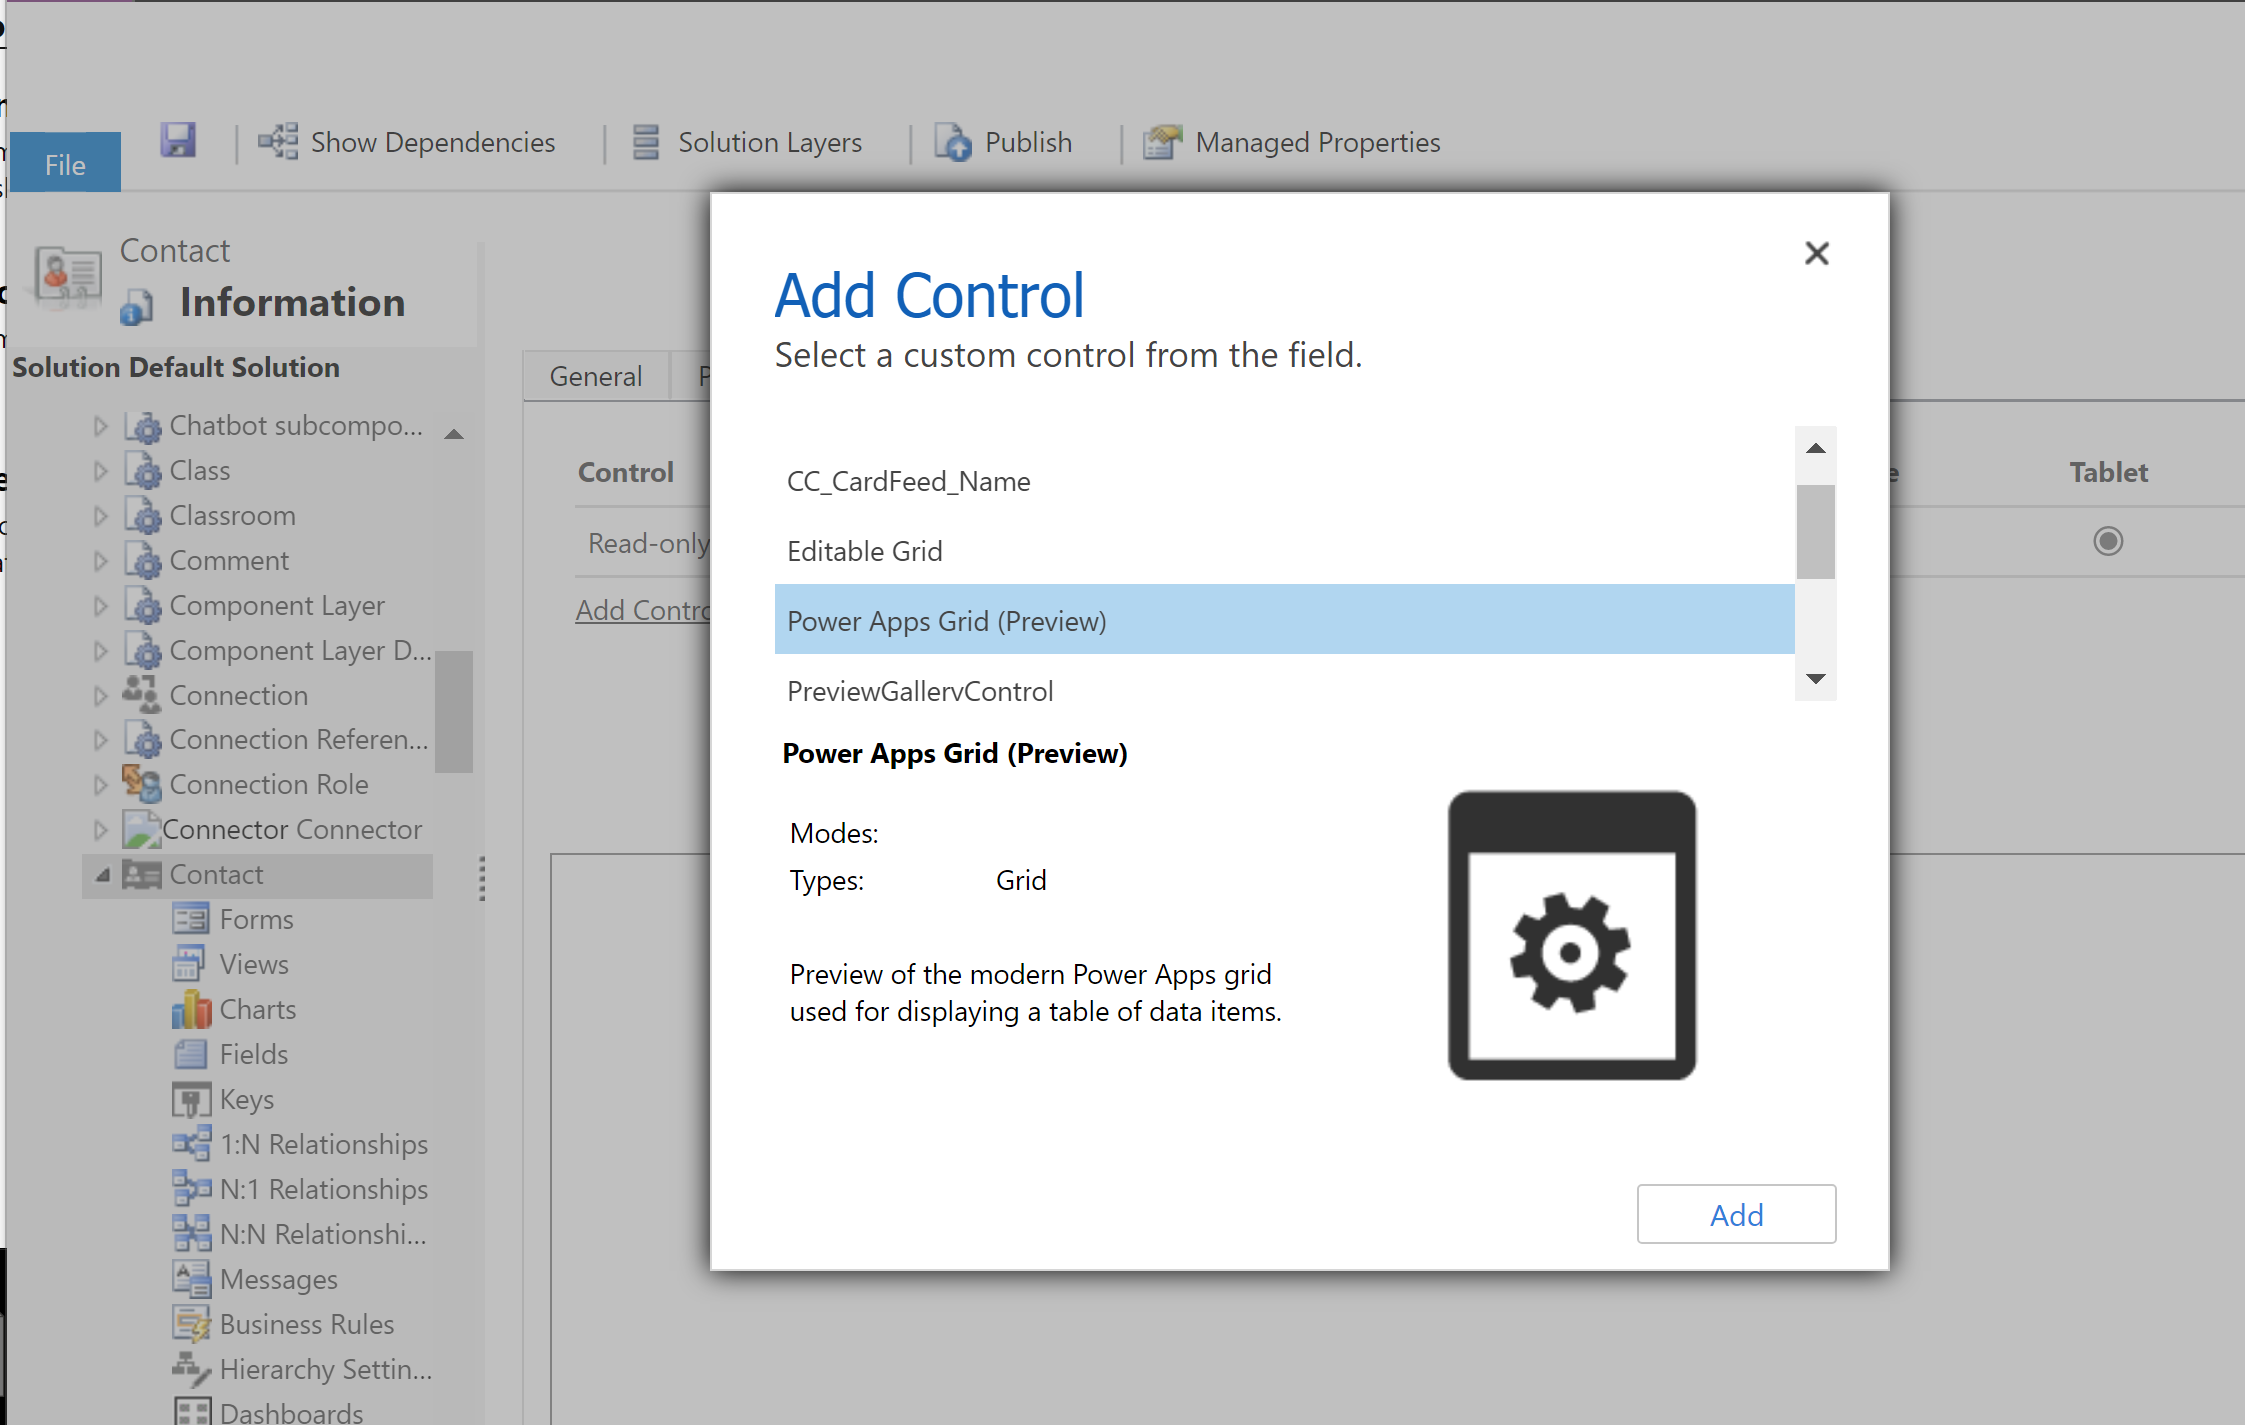 File
Show Dependencies
Solution Layers
Publish
Managed Properties
Contact
Information
Solution Default Solution
Chatbot subcompo...
Class
Classroom
Comment
Component Layer
Component Layer D...
Connection
Connection Referen...
Connection Role
Connector Connector
Contact
Forms
Views
Charts
Fields
Keys
1:N Relationships
N:1 Relationships
N:N Relationshi...
Messages
Business Rules
Hierarchy Settin...
Dashboards
General
Control
Tablet
Read-only
Add Contro
Add Control
Select a custom control from the field.
CC_CardFeed_Name
Editable Grid
Power Apps Grid (Preview)
PreviewGalleryControl
Power Apps Grid (Preview)
Modes:
Types: Grid
Preview of the modern Power Apps grid
used for displaying a table of data items.
Add